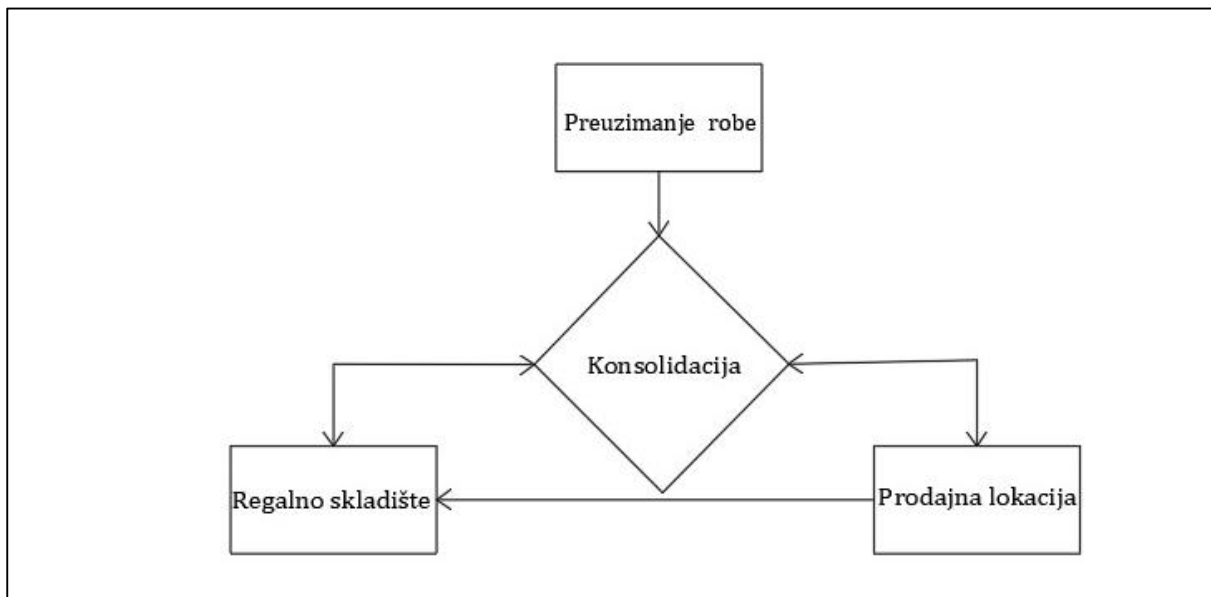 Preuzimanje robe
Konsolidacija
Regalno skladište
Prodajna lokacija